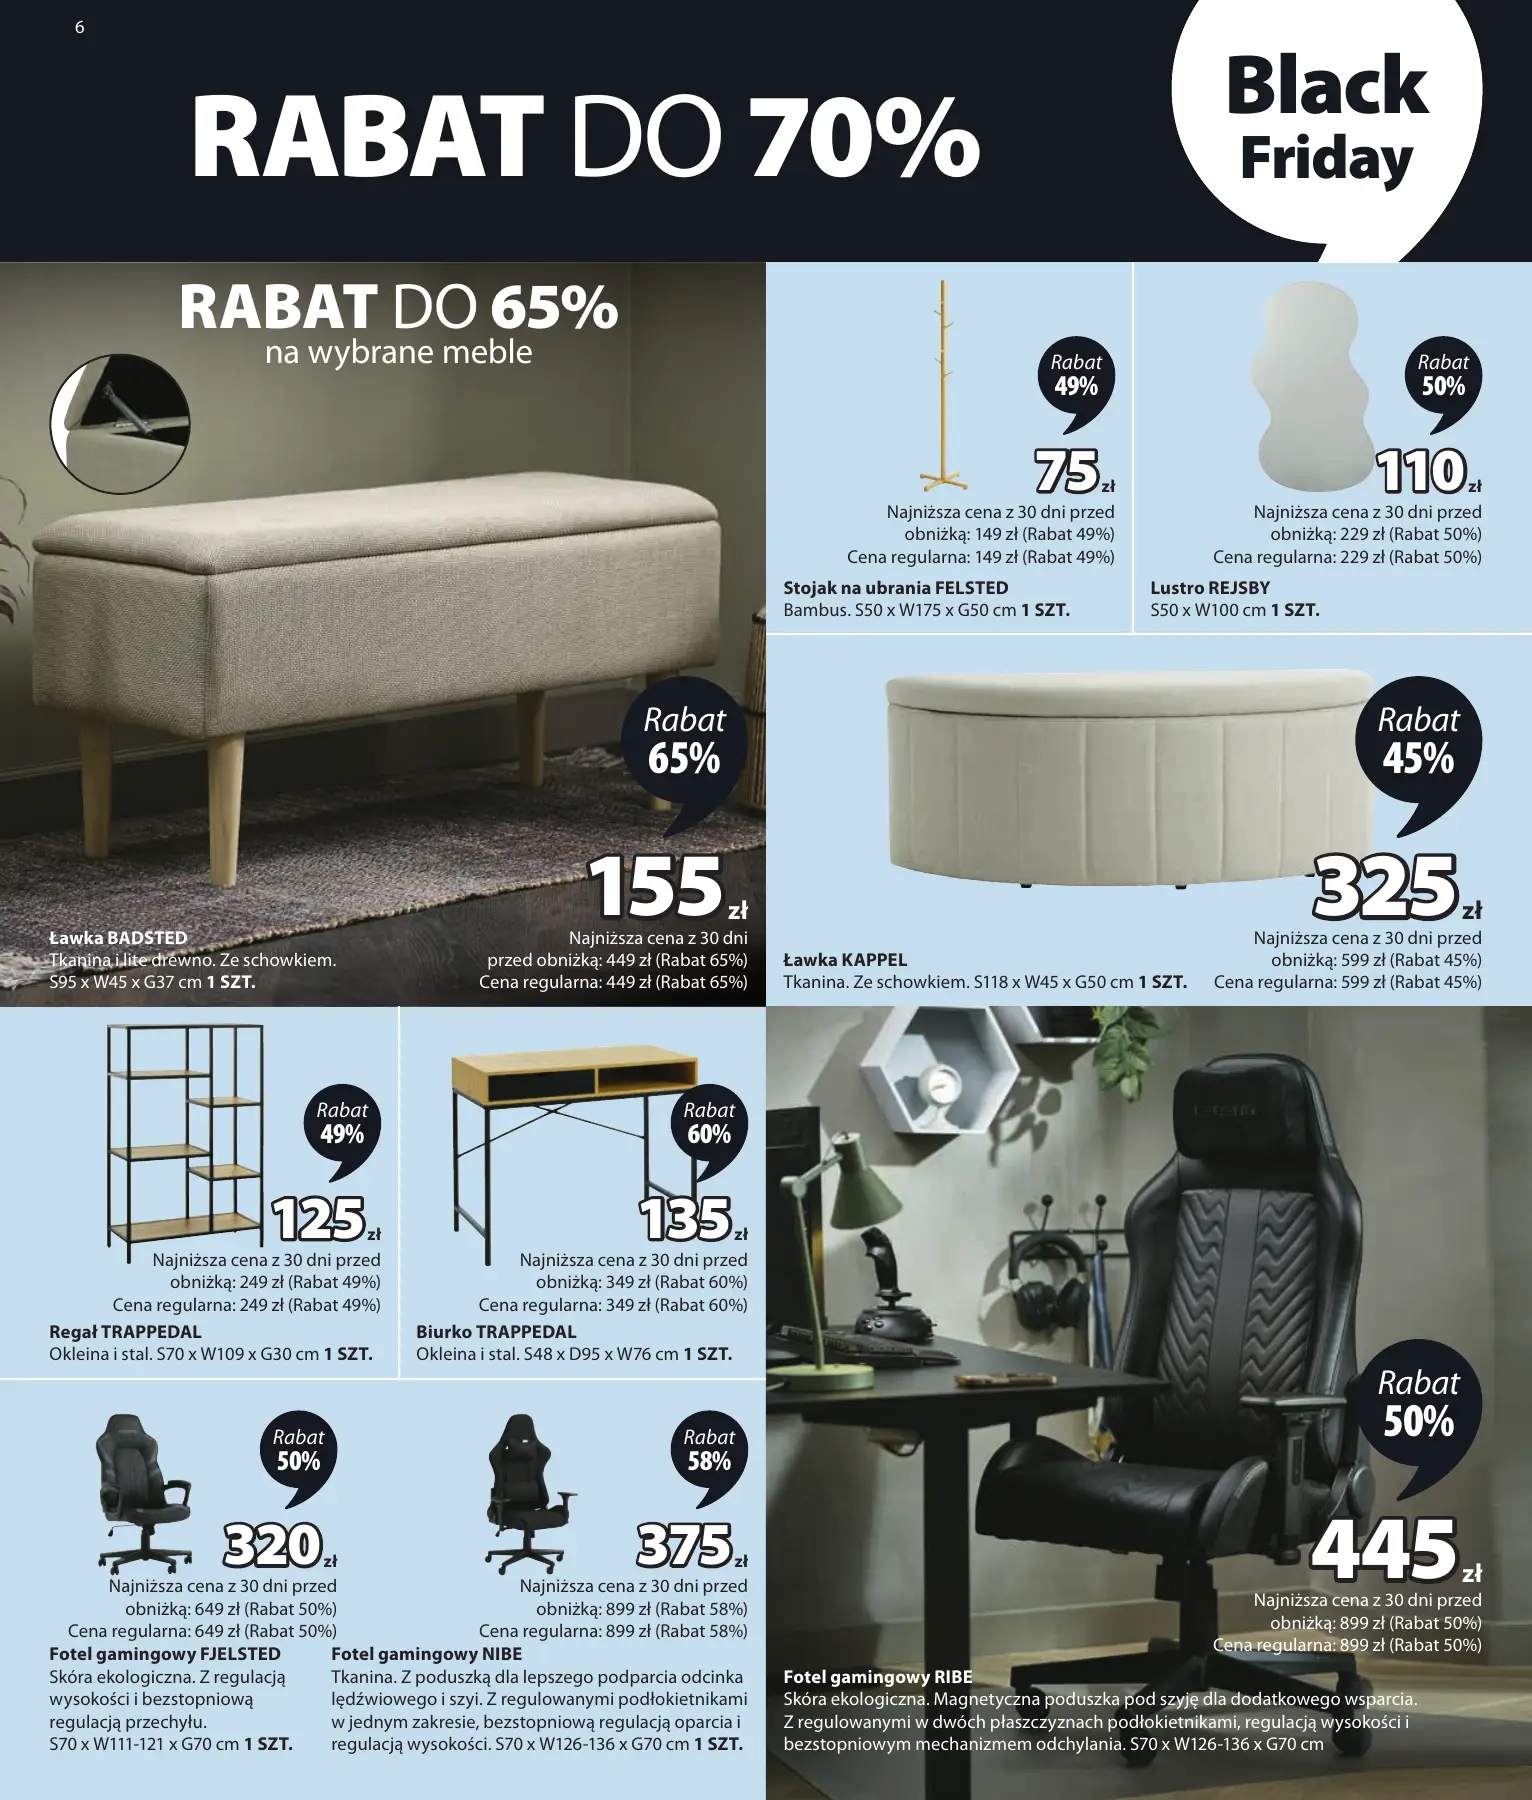 6
RABAT DO 70%
Black
Friday
RABAT DO 65%
na wybrane meble
Rabat
65%
155 zł
Ławka BADSTED
Tkanina i lite drewno. Ze schowkiem.
S95 x W45 x G37 cm 1 SZT.
Najniższa cena z 30 dni
przed obniżką: 449 zł (Rabat 65%)
Cena regularna: 449 zł (Rabat 65%)
Rabat
49%
75 zł
Najniższa cena z 30 dni przed
obniżką: 149 zł (Rabat 49%)
Cena regularna: 149 zł (Rabat 49%)
Stojak na ubrania FELSTED
Bambus. S50 x W175 x G50 cm 1 SZT.
Rabat
50%
110 zł
Najniższa cena z 30 dni przed
obniżką: 229 zł (Rabat 50%)
Cena regularna: 229 zł (Rabat 50%)
Lustro REJSBY
S50 x W100 cm 1 SZT.
Rabat
45%
325 zł
Ławka KAPPEL
Tkanina. Ze schowkiem. S118 x W45 x G50 cm 1 SZT.
Najniższa cena z 30 dni przed
obniżką: 599 zł (Rabat 45%)
Cena regularna: 599 zł (Rabat 45%)
Rabat
49%
125 zł
Najniższa cena z 30 dni przed
obniżką: 249 zł (Rabat 49%)
Cena regularna: 249 zł (Rabat 49%)
Regał TRAPPEDAL
Okleina i stal. S70 x W109 x G30 cm 1 SZT.
Rabat
60%
135 zł
Najniższa cena z 30 dni przed
obniżką: 349 zł (Rabat 60%)
Cena regularna: 349 zł (Rabat 60%)
Biurko TRAPPEDAL
Okleina i stal. S48 x D95 x W76 cm 1 SZT.
Rabat
50%
320 zł
Najniższa cena z 30 dni przed
obniżką: 649 zł (Rabat 50%)
Cena regularna: 649 zł (Rabat 50%)
Fotel gamingowy FJELSTED
Skóra ekologiczna. Z regulacją
wysokości i bezstopniową
regulacją przechyłu.
S70 x W111-121 x G70 cm 1 SZT.
Rabat
58%
375 zł
Najniższa cena z 30 dni przed
obniżką: 899 zł (Rabat 58%)
Cena regularna: 899 zł (Rabat 58%)
Fotel gamingowy NIBE
Tkanina. Z poduszką dla lepszego podparcia odcinka
lędźwiowego i szyi. Z regulowanymi podłokietnikami
w jednym zakresie, bezstopniową regulacją oparcia i
regulacją wysokości. S70 x W126-136 x G70 cm 1 SZT.
Rabat
50%
445 zł
Najniższa cena z 30 dni przed
obniżką: 899 zł (Rabat 50%)
Cena regularna: 899 zł (Rabat 50%)
Fotel gamingowy RIBE
Skóra ekologiczna. Magnetyczna poduszka pod szyję dla dodatkowego wsparcia.
Z regulowanymi w dwóch płaszczyznach podłokietnikami, regulacją wysokości i
bezstopniowym mechanizmem odchylania. S70 x W126-136 x G70 cm